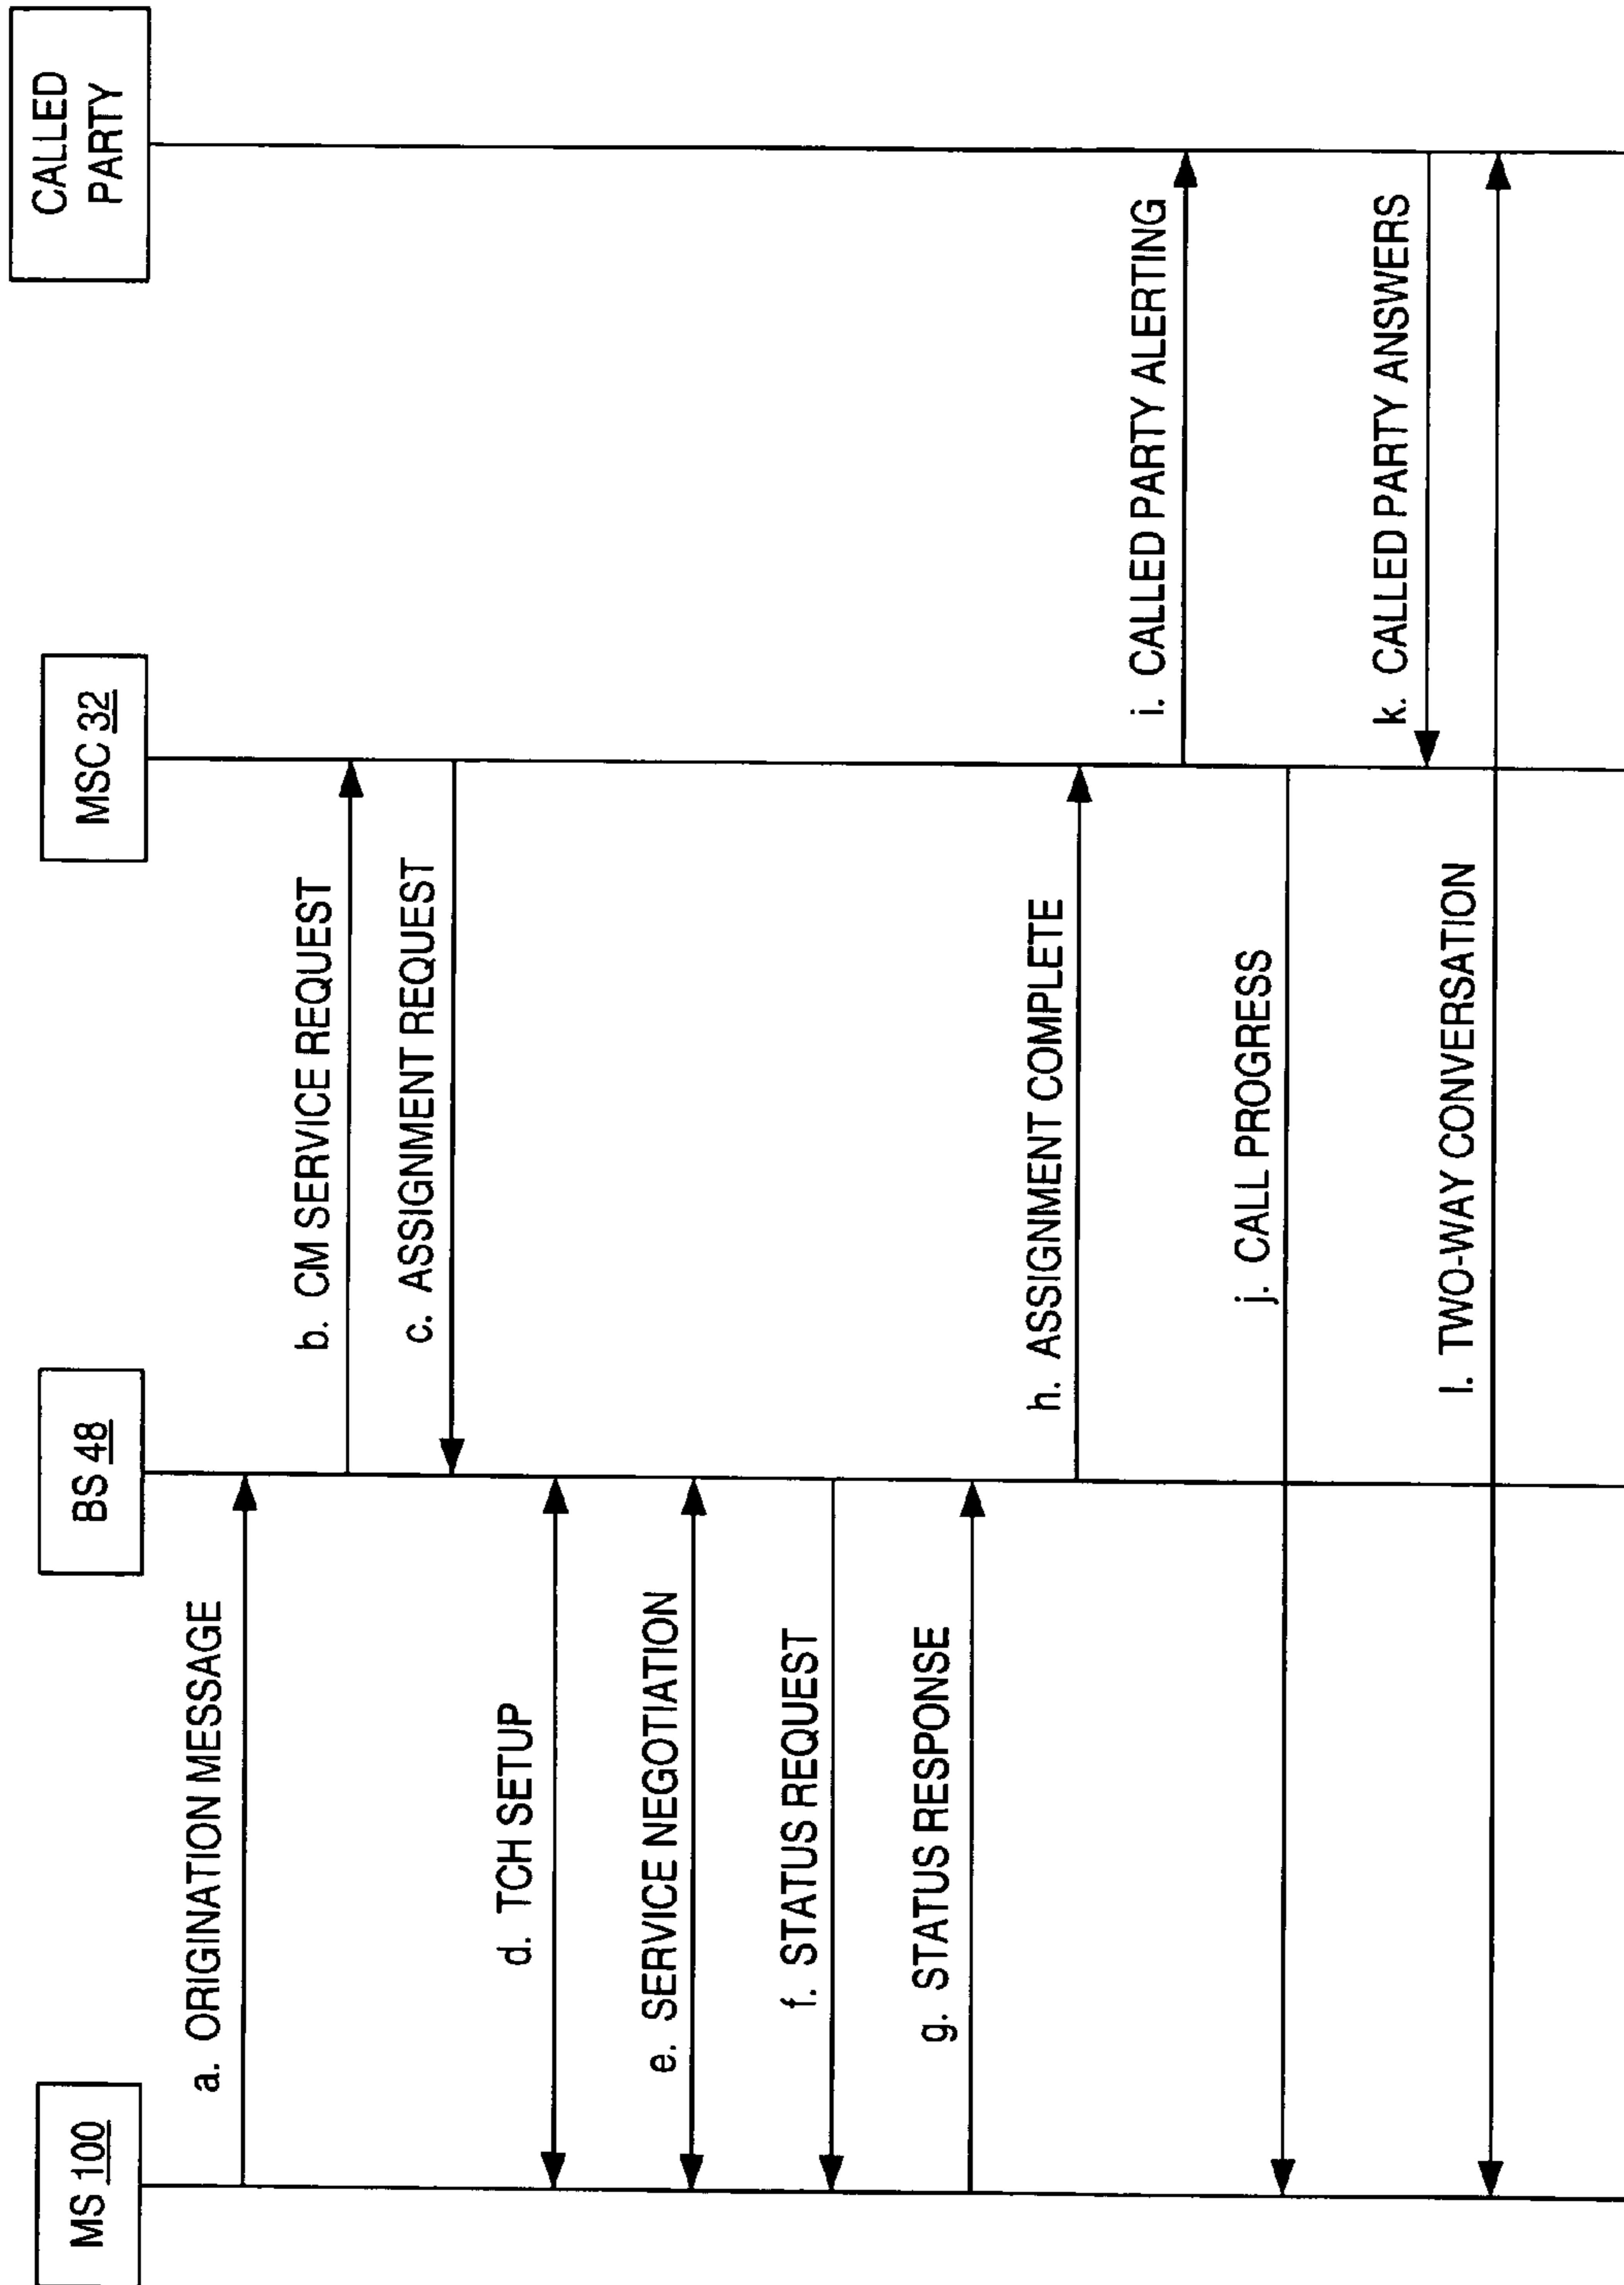 MS 100
BS 48
MSC 32
CALLED
PARTY
a. ORIGINATION MESSAGE
b. CM SERVICE REQUEST
c. ASSIGNMENT REQUEST
d. TCH SETUP
e. SERVICE NEGOTIATION
f. STATUS REQUEST
g. STATUS RESPONSE
h. ASSIGNMENT COMPLETE
i. CALLED PARTY ALERTING
j. CALL PROGRESS
k. CALLED PARTY ANSWERS
l. TWO-WAY CONVERSATION